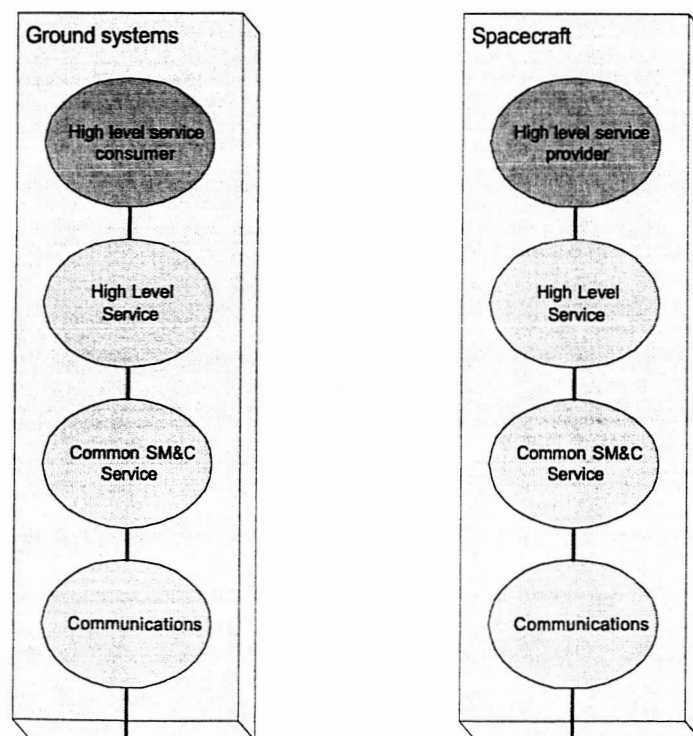 Ground systems
High level service
consumer
High Level
Service
Common SM&C
Service
Communications
Spacecraft
High level service
provider
High Level
Service
Common SM&C
Service
Communications